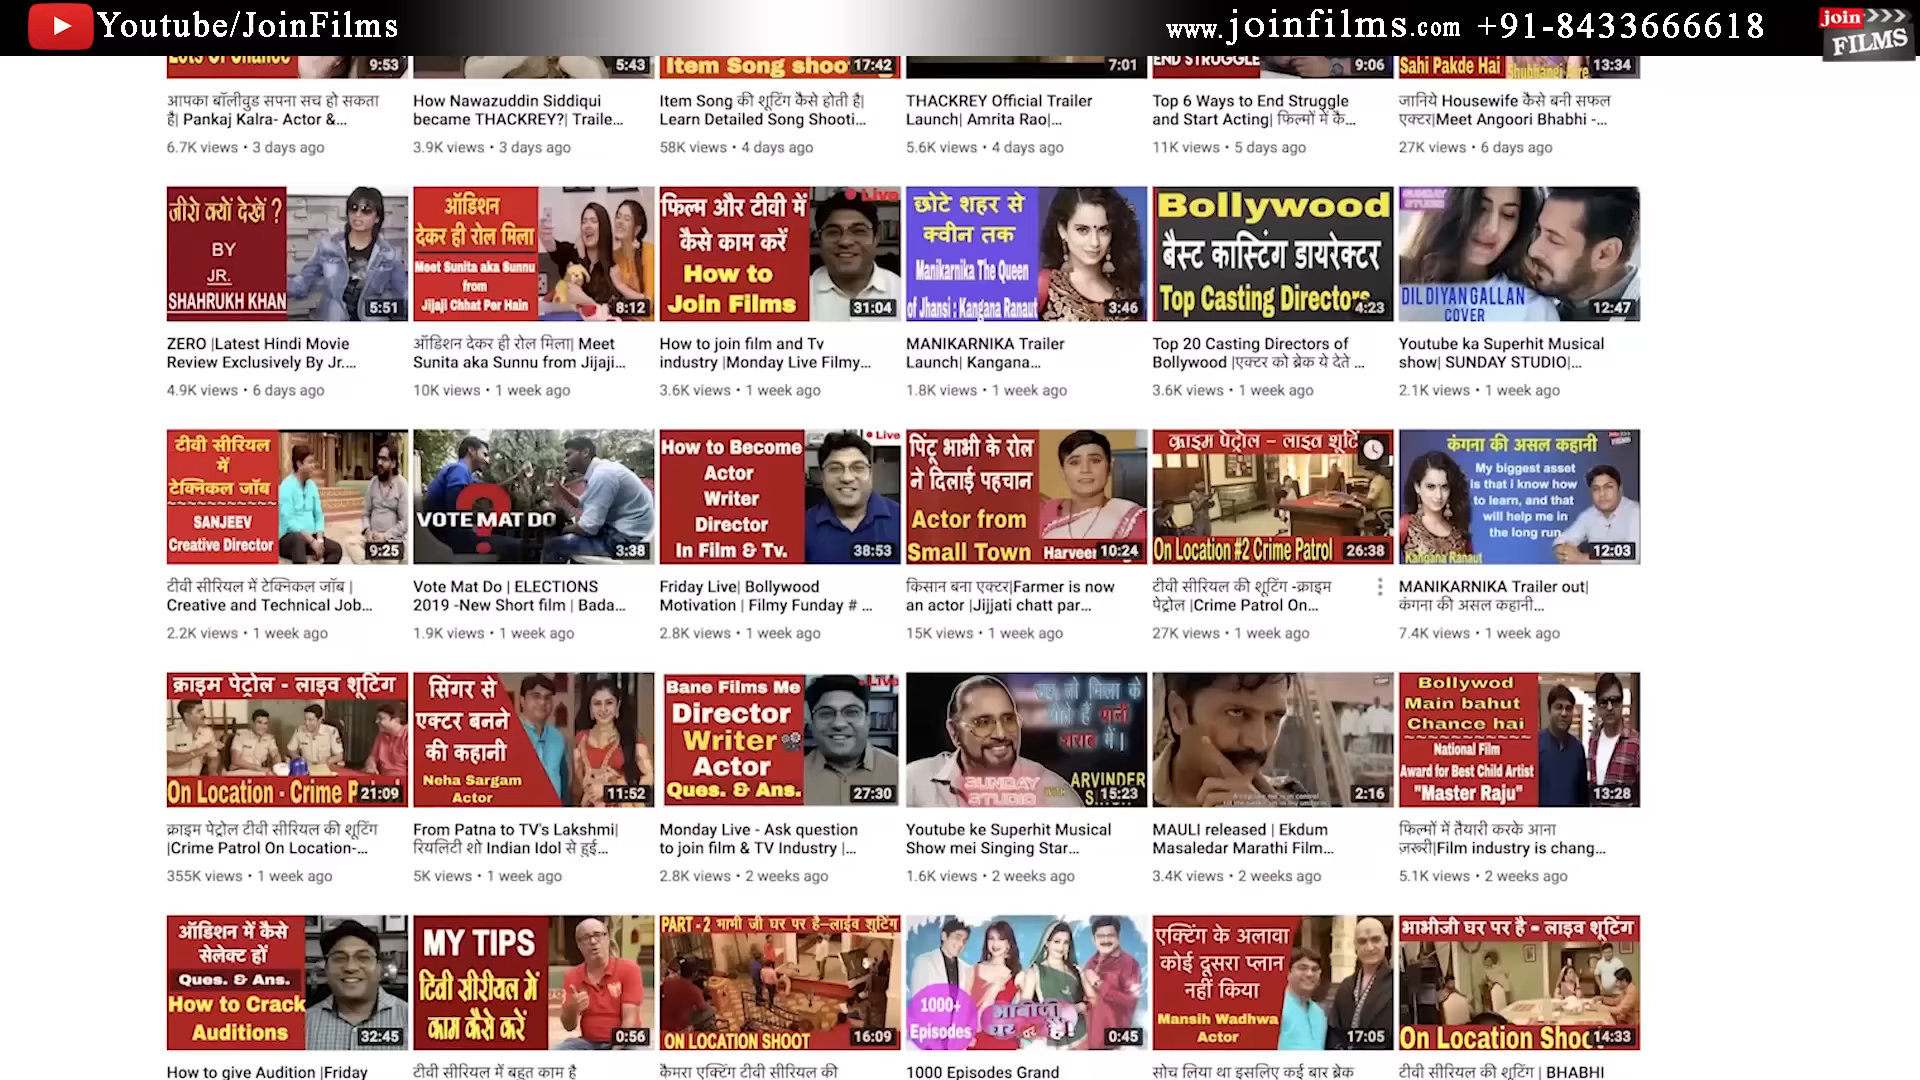 Youtube/JoinFilms
www.joinfilms.com +91-8433666618
join
FILMS
9:53
5:43
Item Song shoo
17:42
7:01
END STRUGGLE
9:06
Sahi Pakde Hai
13:34
आपका बॉलीवुड सपना सच हो सकता
है| Pankaj Kalra- Actor &...
6.7K views • 3 days ago
How Nawazuddin Siddiqui
became THACKREY?| Traile...
3.9K views • 3 days ago
Item Song की शूटिंग कैसे होती है|
Learn Detailed Song Shooti...
58K views • 4 days ago
THACKREY Official Trailer
Launch| Amrita Rao|...
5.6K views • 4 days ago
Top 6 Ways to End Struggle
and Start Acting| फिल्मों में कै...
11K views • 5 days ago
जानिये Housewife कैसे बनी सफल
एक्टर|Meet Angoori Bhabhi -...
27K views • 6 days ago
जीरो क्यों देखें ?
BY
JR.
SHAHRUKH KHAN
5:51
ऑडिशन
देकर ही रोल मिला
Meet Sunita aka Sunnu
from
Jijaji Chhat Par Hain
8:12
Live
फिल्म और टीवी में
कैसे काम करें
How to
Join Films
31:04
छोटे शहर से
क्वीन तक
Manikarnika The Queen
of Jhansi : Kangana Ranaut
3:46
Bollywood
बैस्ट कास्टिंग डायरेक्टर
Top Casting Directors
4:23
SUNDAY
STUDIO
DIL DIYAN GALLAN
COVER
12:47
ZERO |Latest Hindi Movie
Review Exclusively By Jr....
4.9K views • 6 days ago
ऑडिशन देकर ही रोल मिला| Meet
Sunita aka Sunnu from Jijaji...
10K views • 1 week ago
How to join film and Tv
industry |Monday Live Filmy...
3.6K views • 1 week ago
MANIKARNIKA Trailer
Launch| Kangana...
1.8K views • 1 week ago
Top 20 Casting Directors of
Bollywood |एक्टर को ब्रेक ये देते ...
3.6K views • 1 week ago
Youtube ka Superhit Musical
show| SUNDAY STUDIO|...
2.1K views • 1 week ago
टीवी सीरियल
में
टेक्निकल जॉब
SANJEEV
Creative Director
9:25
?
VOTE MAT DO
3:38
Live
How to Become
Actor
Writer
Director
In Film & Tv.
38:53
पिंटू भाभी के रोल
ने दिलाई पहचान
Actor from
Small Town
Harvee
10:24
क्राइम पेट्रोल – लाइव शूटिं
On Location #2 Crime Patrol
26:38
कंगना की असल कहानी
My biggest asset
is that i know how
to learn, and that
will help me in
the long run
Kangana Ranaut
12:03
टीवी सीरियल में टेक्निकल जॉब |
Creative and Technical Job...
2.2K views • 1 week ago
Vote Mat Do | ELECTIONS
2019 -New Short film | Bada...
1.9K views • 1 week ago
Friday Live| Bollywood
Motivation | Filmy Funday # ...
2.8K views • 1 week ago
किसान बना एक्टर|Farmer is now
an actor |Jijjati chatt par...
15K views • 1 week ago
टीवी सीरियल की शूटिंग -क्राइम
पेट्रोल |Crime Patrol On...
27K views • 1 week ago
MANIKARNIKA Trailer out|
कंगना की असल कहानी...
7.4K views • 1 week ago
क्राइम पेट्रोल - लाइव शूटिंग
On Location - Crime P
21:09
सिंगर से
एक्टर बनने
की कहानी
Neha Sargam
Actor
11:52
Live
Bane Films Me
Director
Writer
Actor
Ques. & Ans.
27:30
SUNDAY
STUDIO
ARVINDER
15:23
2:16
Bollywod
Main bahut
Chance hai
National Film
Award for Best Child Artist
"Master Raju"
13:28
क्राइम पेट्रोल टीवी सीरियल की शूटिंग
|Crime Patrol On Location-...
355K views • 1 week ago
From Patna to TV's Lakshmi|
रियलिटी शो Indian Idol से हुई...
5K views • 1 week ago
Monday Live - Ask question
to join film & TV Industry |...
2.8K views • 2 weeks ago
Youtube ke Superhit Musical
Show mei Singing Star...
1.6K views • 2 weeks ago
MAULI released | Ekdum
Masaledar Marathi Film...
3.4K views • 2 weeks ago
फिल्मों में तैयारी करके आना
ज़रूरी|Film industry is chang...
5.1K views • 2 weeks ago
ऑडिशन में कैसे
सेलेक्ट हों
Ques. & Ans.
How to Crack
Auditions
32:45
MY TIPS
टिवी सीरीयल में
काम कैसे करें
0:56
PART - 2 भाभी जी घर पर है–लाईव शूटिंग
ON LOCATION SHOOT
16:09
1000+
Episodes
भाभीजी
घर पर हैं!
0:45
एक्टिंग के अलावा
कोई दूसरा प्लान
नहीं किया
Mansih Wadhwa
Actor
17:05
भाभीजी घर पर है - लाइव शूटिंग
On Location Shoo
14:33
How to give Audition |Friday
टीवी सीरियल में बहुत काम है
कैमरा एक्टिंग टीवी सीरियल की
1000 Episodes Grand
सोच लिया था इसलिए कई बार ब्रेक
टीवी सीरियल की शूटिंग | BHABHI